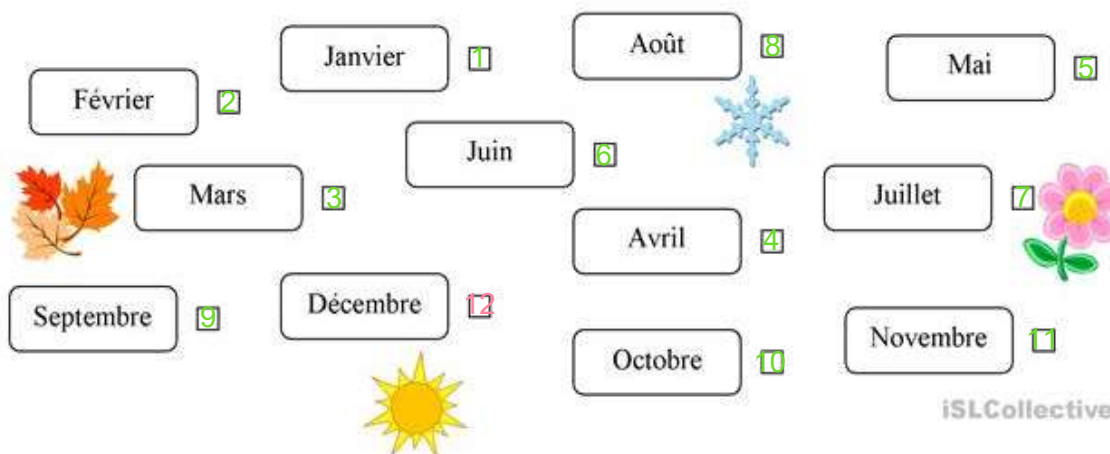 Janvier 1
Août 8
Mai 5
Février 2
Juin 6
Mars 3
Juillet 7
Avril 4
Septembre 9
Décembre 12
Octobre 10
Novembre 11
iSLCollective